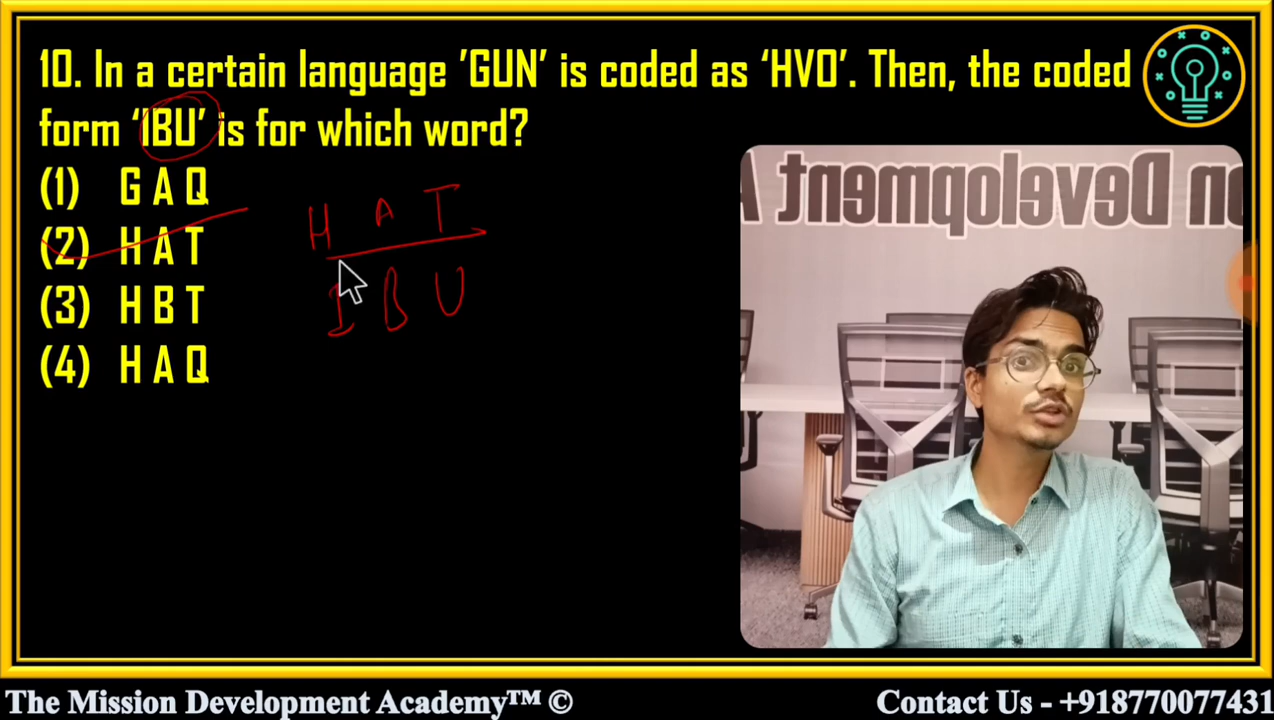 10. In a certain language 'GUN' is coded as 'HVO'. Then, the coded
form 'IBU' is for which word?
(1) G A Q
(2) H A T
(3) H B T
(4) H A Q
H A T
I B U
n Development A
The Mission Development Academy™ ©
Contact Us - +918770077431